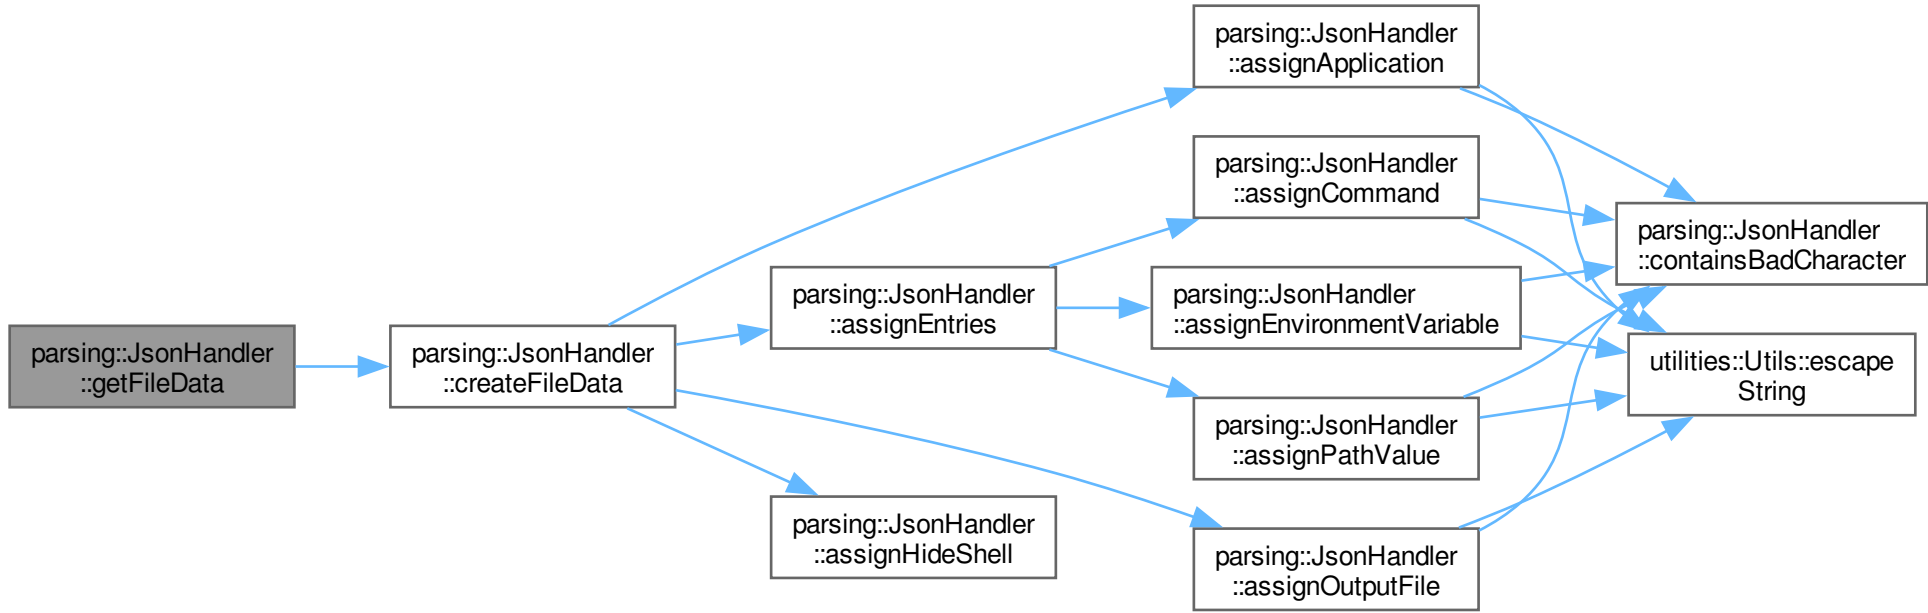 parsing::JsonHandler
::getFileData
parsing::JsonHandler
::createFileData
parsing::JsonHandler
::assignEntries
parsing::JsonHandler
::assignHideShell
parsing::JsonHandler
::assignApplication
parsing::JsonHandler
::assignCommand
parsing::JsonHandler
::assignEnvironmentVariable
parsing::JsonHandler
::assignPathValue
parsing::JsonHandler
::assignOutputFile
parsing::JsonHandler
::containsBadCharacter
utilities::Utils::escape
String